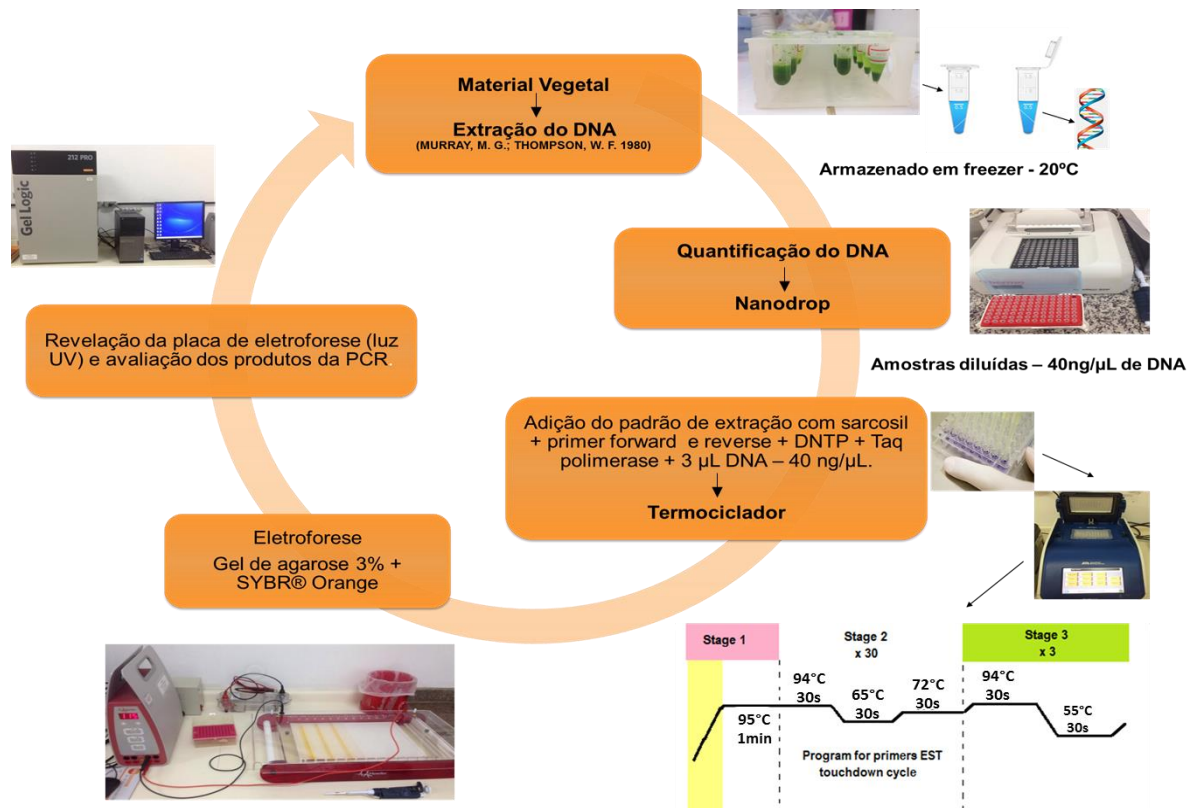 Material Vegetal
Extração do DNA
(MURRAY, M. G.; THOMPSON, W. F. 1980)
Armazenado em freezer - 20ºC
212 PRO
Gel Logic
Quantificação do DNA
Nanodrop
Amostras diluídas – 40ng/µL de DNA
Revelação da placa de eletroforese (luz
UV) e avaliação dos produtos da PCR.
Adição do padrão de extração com sarcosil
+ primer forward e reverse + DNTP + Taq
polimerase + 3 µL DNA – 40 ng/µL.
Termociclador
Eletroforese
Gel de agarose 3% +
SYBR® Orange
Stage 1
Stage 2
x 30
Stage 3
x 3
94°C
30s
65°C
30s
72°C
30s
94°C
30s
55°C
30s
95°C
1min
Program for primers EST
touchdown cycle